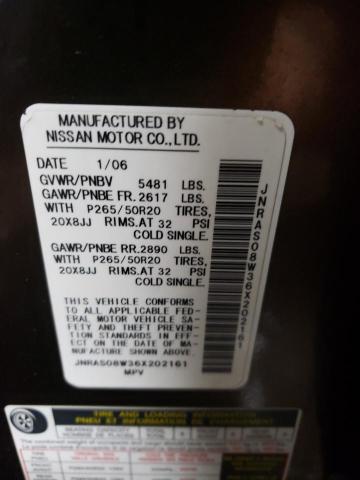 MANUFACTURED BY
NISSAN MOTOR CO., LTD.
DATE 1/06
GVWR/PNBV 5481 LBS.
GAWR/PNBE FR. 2617 LBS.
WITH P265/50R20 TIRES,
20X8JJ RIMS. AT 32 PSI
COLD SINGLE.
GAWR/PNBE RR. 2890 LBS.
WITH P265/50R20 TIRES,
20X8JJ RIMS. AT 32 PSI
COLD SINGLE.
THIS VEHICLE CONFORMS
TO ALL APPLICABLE FED-
ERAL MOTOR VEHICLE SA-
FETY AND THEFT PREVENT-
ION STANDARDS IN EFF-
ECT ON THE DATE OF MA-
NUFACTURE SHOWN ABOVE.
JNRAS08W36X202161
MPV
JNRAS08W36X202161
TIRE AND LOADING INFORMATION
SEATING CAPACITY